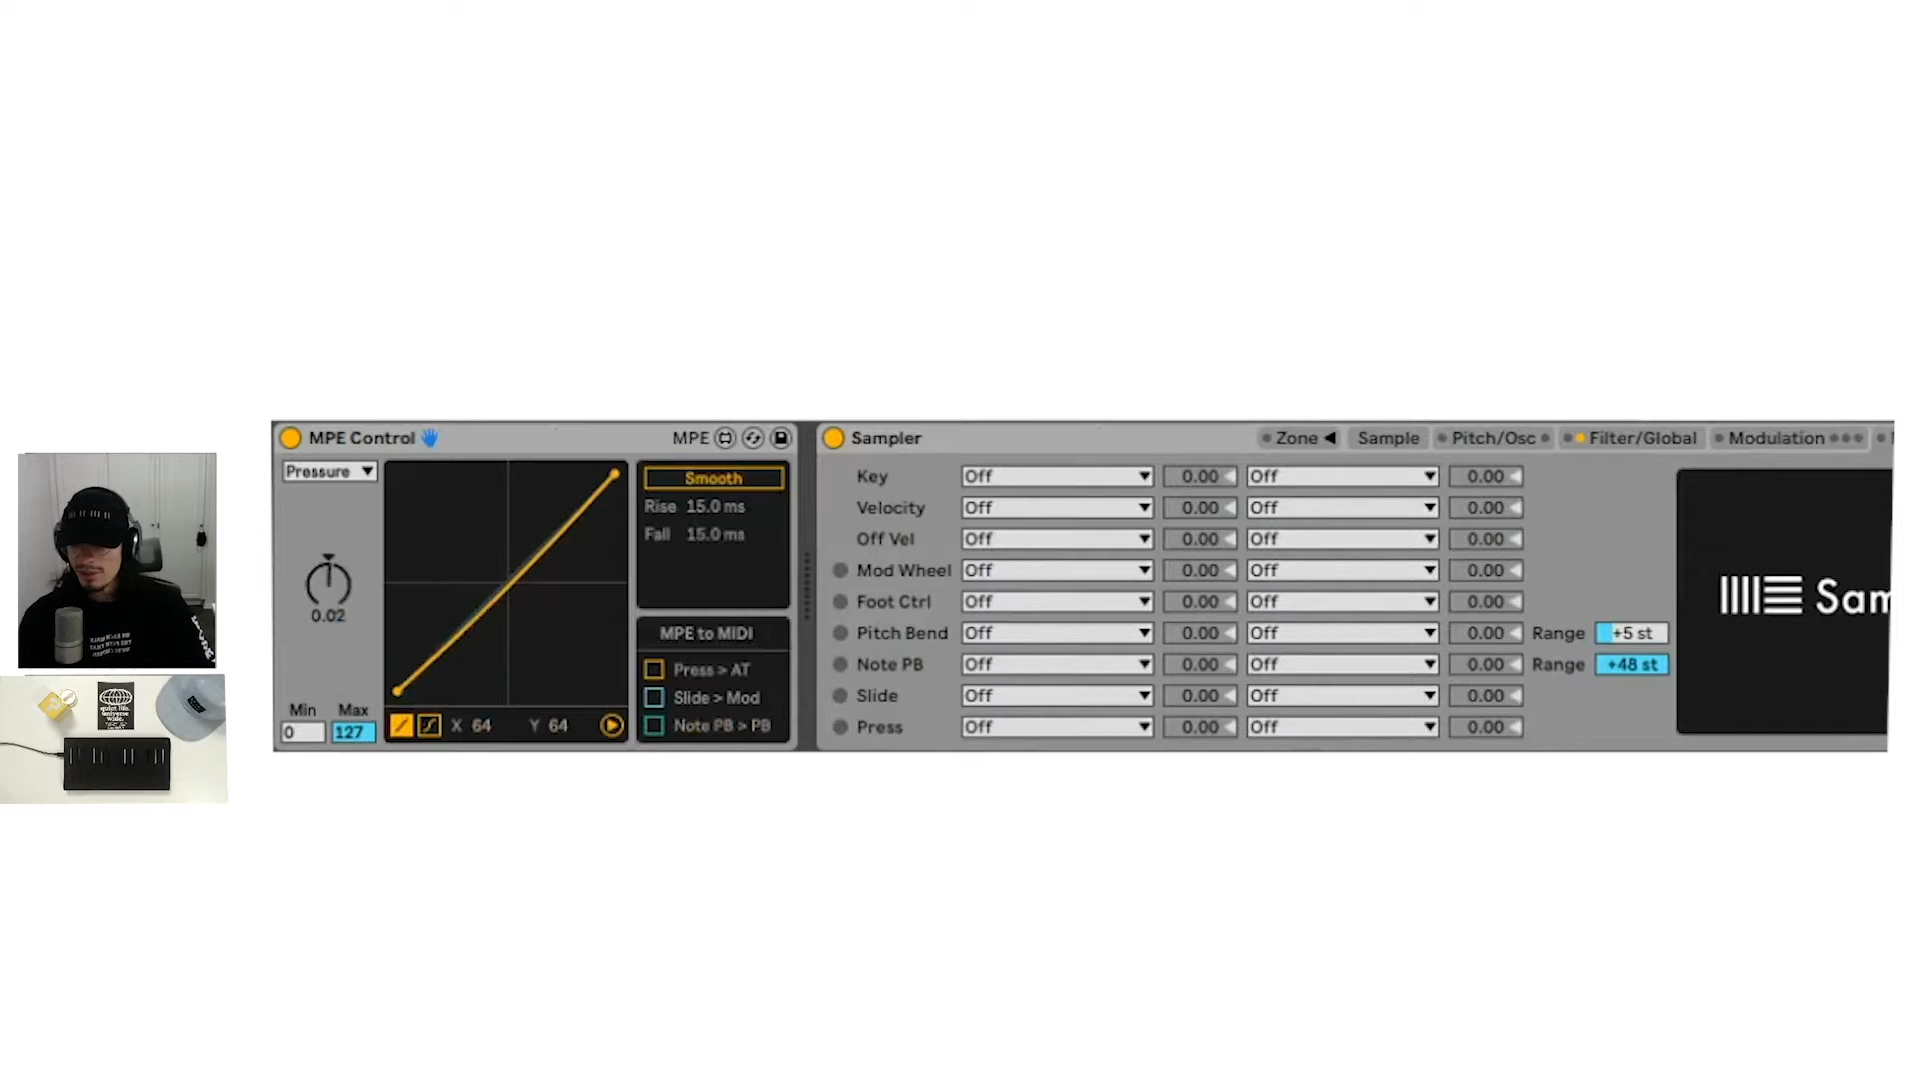 MPE Control
MPE
Pressure
0.02
Min Max
0 127
X 64 Y 64
Smooth
Rise 15.0 ms
Fall 15.0 ms
MPE to MIDI
Press > AT
Slide > Mod
Note PB > PB
Sampler
Zone Sample Pitch/Osc Filter/Global Modulation
Key Off 0.00 Off 0.00
Velocity Off 0.00 Off 0.00
Off Vel Off 0.00 Off 0.00
Mod Wheel Off 0.00 Off 0.00
Foot Ctrl Off 0.00 Off 0.00
Pitch Bend Off 0.00 Off 0.00 Range +5 st
Note PB Off 0.00 Off 0.00 Range +48 st
Slide Off 0.00 Off 0.00
Press Off 0.00 Off 0.00
Sam
quiet life.
universe
wide.